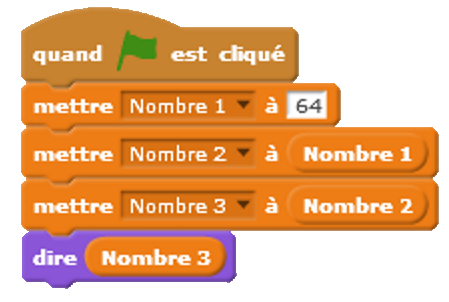 quand est cliqué
mettre Nombre 1 à 64
mettre Nombre 2 à Nombre 1
mettre Nombre 3 à Nombre 2
dire Nombre 3